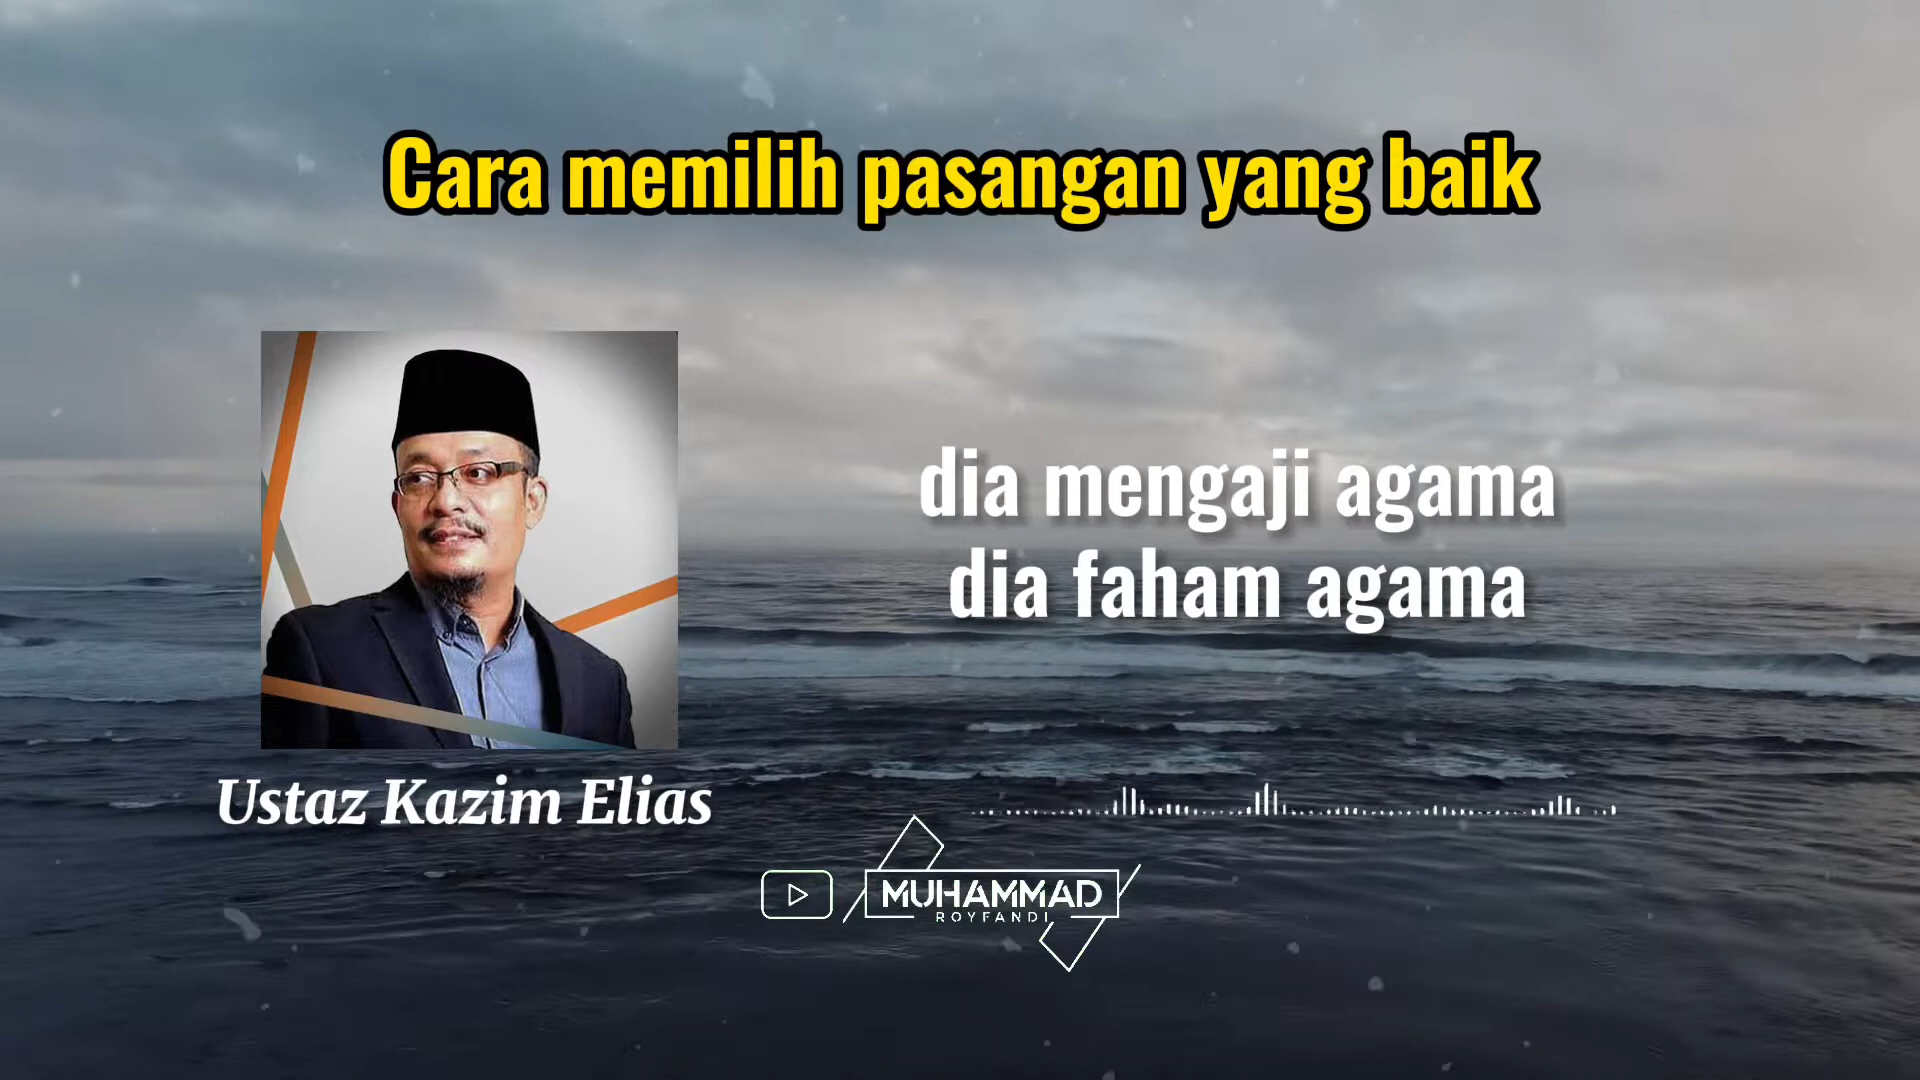 Cara memilih pasangan yang baik
dia mengaji agama
dia faham agama
Ustaz Kazim Elias
MUHAMMAD
ROYFANDI